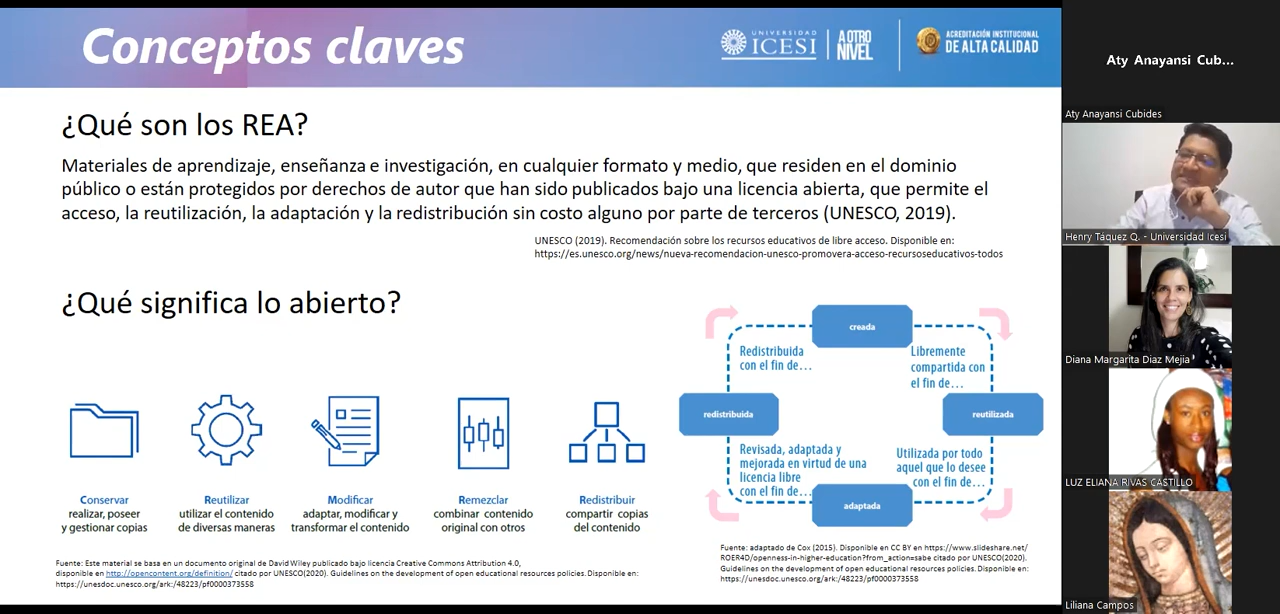 Conceptos claves
UNIVERSIDAD
ICESI
A OTRO
NIVEL
ACREDITACIÓN INSTITUCIONAL
DE ALTA CALIDAD
¿Qué son los REA?
Materiales de aprendizaje, enseñanza e investigación, en cualquier formato y medio, que residen en el dominio
público o están protegidos por derechos de autor que han sido publicados bajo una licencia abierta, que permite el
acceso, la reutilización, la adaptación y la redistribución sin costo alguno por parte de terceros (UNESCO, 2019).
UNESCO (2019). Recomendación sobre los recursos educativos de libre acceso. Disponible en:
https://es.unesco.org/news/nueva-recomendacion-unesco-promovera-acceso-recursoseducativos-todos
¿Qué significa lo abierto?
Conservar
realizar, poseer
y gestionar copias
Reutilizar
utilizar el contenido
de diversas maneras
Modificar
adaptar, modificar y
transformar el contenido
Remezclar
combinar contenido
original con otros
Redistribuir
compartir copias
del contenido
Fuente: Este material se basa en un documento original de David Wiley publicado bajo licencia Creative Commons Attribution 4.0,
disponible en http://opencontent.org/definition/ citado por UNESCO(2020). Guidelines on the development of open educational resources policies. Disponible en:
https://unesdoc.unesco.org/ark:/48223/pf0000373558
creada
Redistribuida
con el fin de...
Libremente
compartida con
el fin de...
redistribuida
reutilizada
Revisada, adaptada y
mejorada en virtud de una
licencia libre
con el fin de...
Utilizada por todo
aquel que lo desee
con el fin de...
adaptada
Fuente: adaptado de Cox (2015). Disponible en CC BY en https://www.slideshare.net/
ROER4D/openness-in-higher-education?from_action=sabe citado por UNESCO(2020).
Guidelines on the development of open educational resources policies. Disponible en:
https://unesdoc.unesco.org/ark:/48223/pf0000373558
Aty Anayansi Cub...
Aty Anayansi Cubides
Henry Táquez Q. - Universidad Icesi
Diana Margarita Diaz Mejia
LUZ ELIANA RIVAS CASTILLO
Liliana Campos